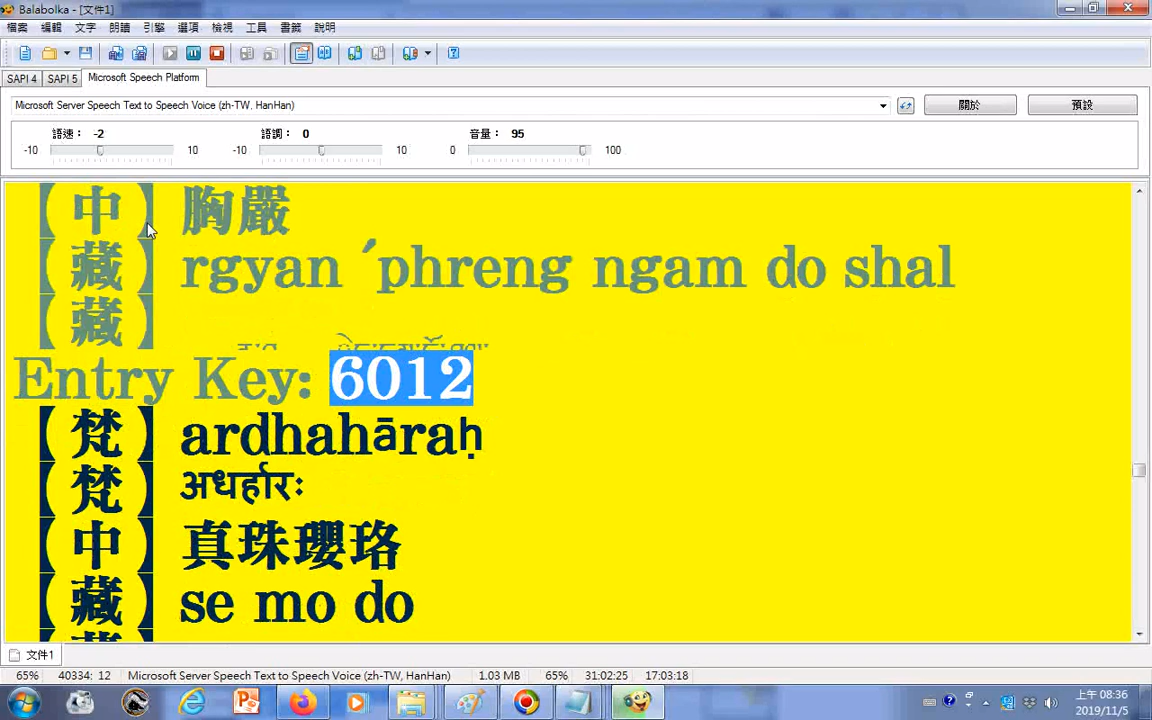 Balabolka - [文件1]
檔案 編輯 文字 朗讀 引擎 選項 檢視 工具 書籤 說明
SAPI 4 SAPI 5 Microsoft Speech Platform
Microsoft Server Speech Text to Speech Voice (zh-TW, HanHan) 關於 預設
語速： -2 語調： 0 音量： 95
-10 10 -10 10 0 100
【中】 胸嚴
【藏】 rgyan ´phreng ngam do shal
【藏】
Entry Key: 6012
【梵】 ardhahāraḥ
【梵】 अर्धहारः
【中】 真珠瓔珞
【藏】 se mo do
文件1
65% 40334: 12 Microsoft Server Speech Text to Speech Voice (zh-TW, HanHan) 1.03 MB 65% 31:02:25 17:03:18
上午 08:36
2019/11/5